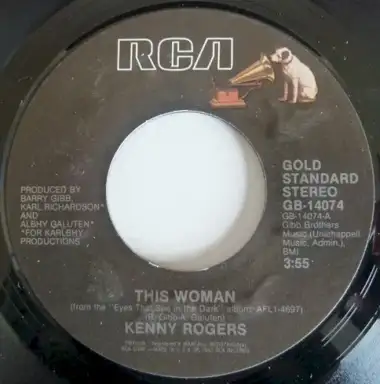 RCA
PRODUCED BY
BARRY GIBB,
KARL RICHARDSON*
AND
ALBHY GALUTEN*
*FOR KARLBHY
PRODUCTIONS
GOLD
STANDARD
STEREO
GB-14074
GB-14074-A
Gibb Brothers
Music (Unichappell
Music, Admin.),
BMI
3:55
THIS WOMAN
(from the "Eyes That See in the Dark" album: AFL1-4697)
(B. Gibb-A. Galuten)
KENNY ROGERS